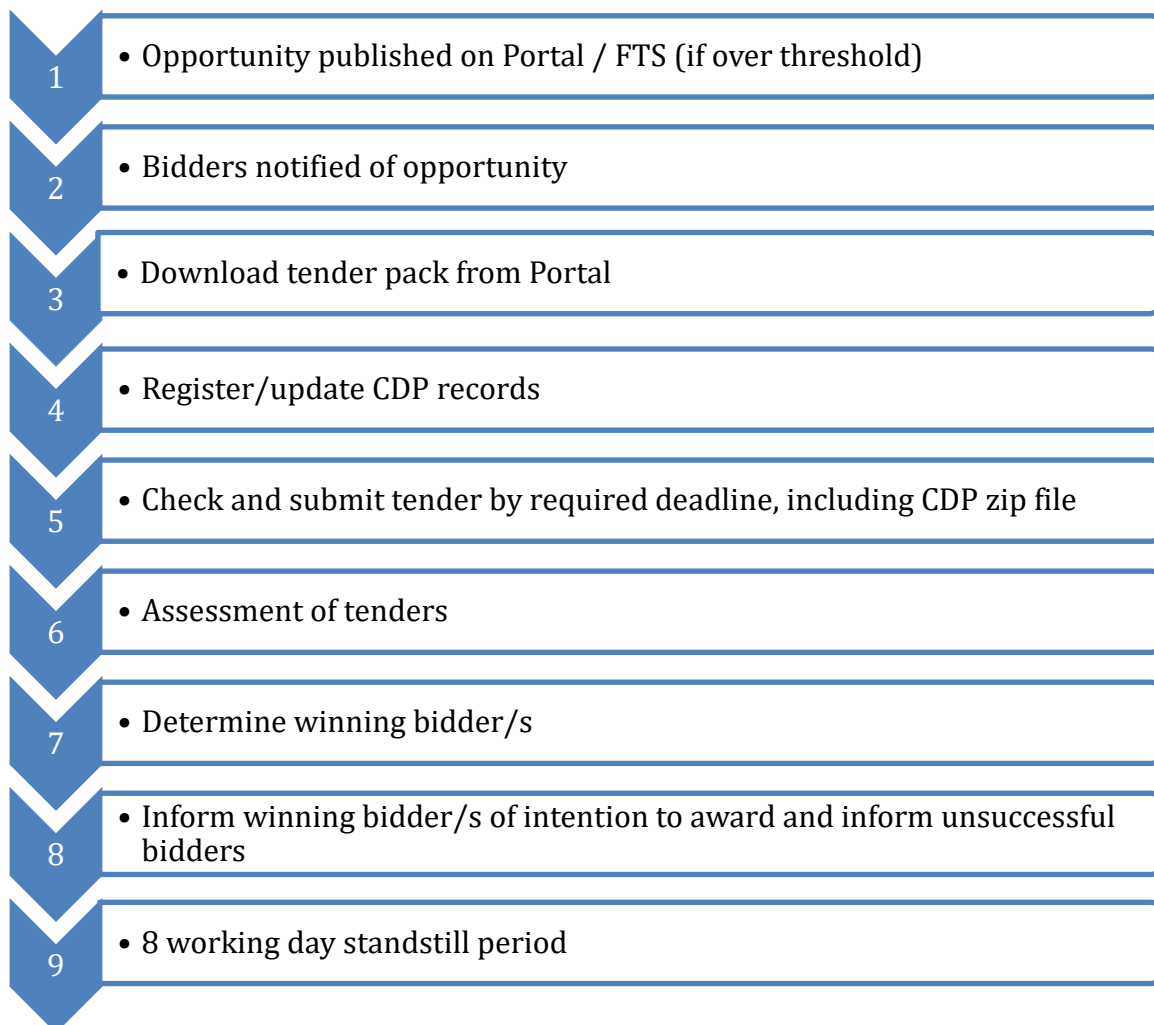 1
• Opportunity published on Portal / FTS (if over threshold)
2
• Bidders notified of opportunity
3
• Download tender pack from Portal
4
• Register/update CDP records
5
• Check and submit tender by required deadline, including CDP zip file
6
• Assessment of tenders
7
• Determine winning bidder/s
8
• Inform winning bidder/s of intention to award and inform unsuccessful
bidders
9
• 8 working day standstill period